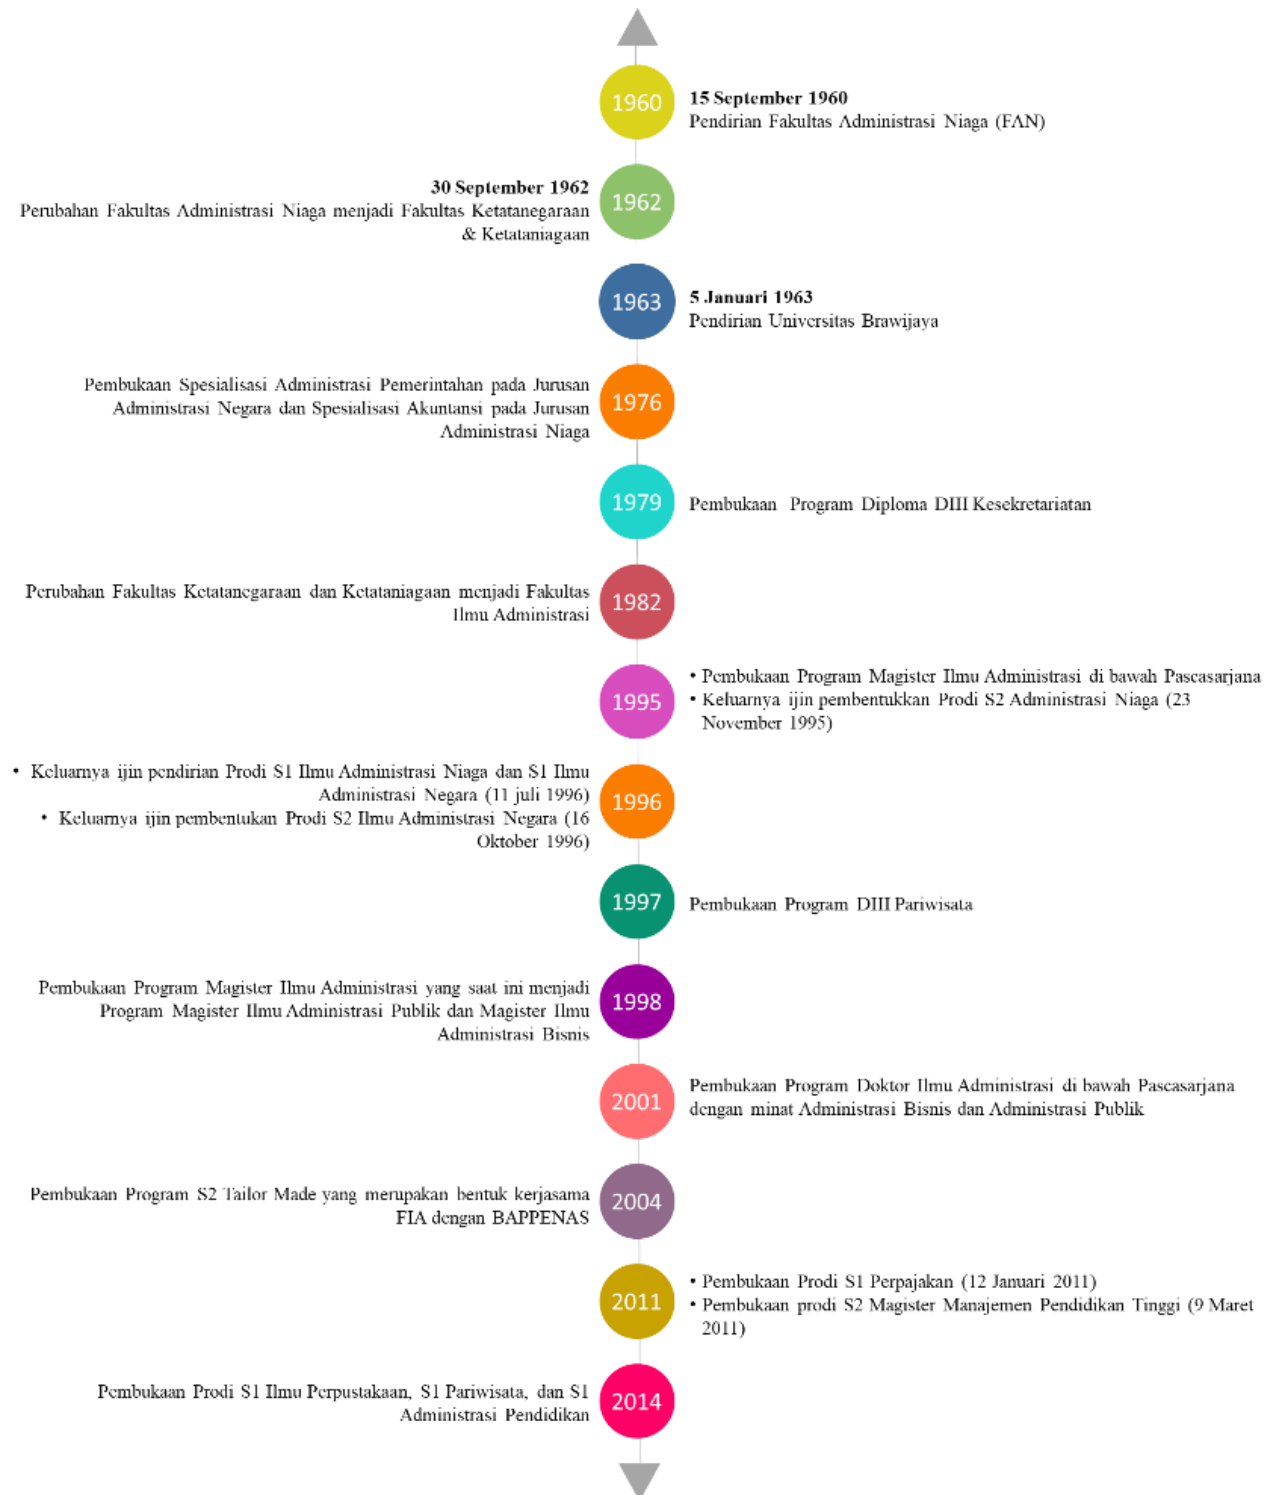 1960
15 September 1960
Pendirian Fakultas Administrasi Niaga (FAN)
30 September 1962
Perubahan Fakultas Administrasi Niaga menjadi Fakultas Ketatanegaraan
& Ketataniagaan
1962
1963
5 Januari 1963
Pendirian Universitas Brawijaya
Pembukaan Spesialisasi Administrasi Pemerintahan pada Jurusan
Administrasi Negara dan Spesialisasi Akuntansi pada Jurusan
Administrasi Niaga
1976
1979
Pembukaan Program Diploma DIII Kesekretariatan
Perubahan Fakultas Ketatanegaraan dan Ketataniagaan menjadi Fakultas
Ilmu Administrasi
1982
1995
• Pembukaan Program Magister Ilmu Administrasi di bawah Pascasarjana
• Keluarnya ijin pembentukkan Prodi S2 Administrasi Niaga (23
November 1995)
• Keluarnya ijin pendirian Prodi S1 Ilmu Administrasi Niaga dan S1 Ilmu
Administrasi Negara (11 juli 1996)
• Keluarnya ijin pembentukan Prodi S2 Ilmu Administrasi Negara (16
Oktober 1996)
1996
1997
Pembukaan Program DIII Pariwisata
Pembukaan Program Magister Ilmu Administrasi yang saat ini menjadi
Program Magister Ilmu Administrasi Publik dan Magister Ilmu
Administrasi Bisnis
1998
2001
Pembukaan Program Doktor Ilmu Administrasi di bawah Pascasarjana
dengan minat Administrasi Bisnis dan Administrasi Publik
Pembukaan Program S2 Tailor Made yang merupakan bentuk kerjasama
FIA dengan BAPPENAS
2004
2011
• Pembukaan Prodi S1 Perpajakan (12 Januari 2011)
• Pembukaan prodi S2 Magister Manajemen Pendidikan Tinggi (9 Maret
2011)
Pembukaan Prodi S1 Ilmu Perpustakaan, S1 Pariwisata, dan S1
Administrasi Pendidikan
2014